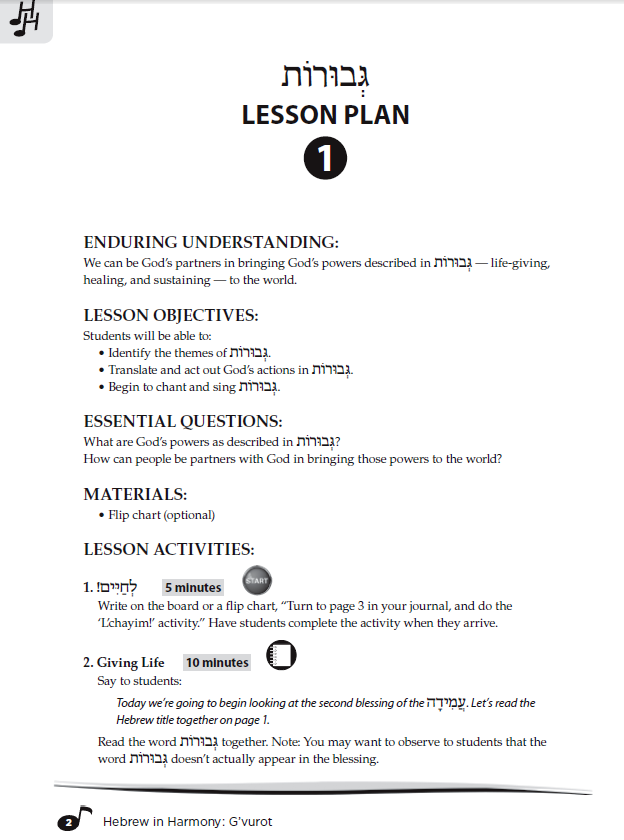 גְּבוּרוֹת
LESSON PLAN
1
ENDURING UNDERSTANDING:
We can be God’s partners in bringing God’s powers described in גְּבוּרוֹת — life-giving,
healing, and sustaining — to the world.
LESSON OBJECTIVES:
Students will be able to:
• Identify the themes of גְּבוּרוֹת.
• Translate and act out God’s actions in גְּבוּרוֹת.
• Begin to chant and sing גְּבוּרוֹת.
ESSENTIAL QUESTIONS:
What are God’s powers as described in גְּבוּרוֹת?
How can people be partners with God in bringing those powers to the world?
MATERIALS:
• Flip chart (optional)
LESSON ACTIVITIES:
1. לְחַיִּים! 5 minutes START
Write on the board or a flip chart, “Turn to page 3 in your journal, and do the
‘L’chayim!’ activity.” Have students complete the activity when they arrive.
2. Giving Life 10 minutes
Say to students:
Today we’re going to begin looking at the second blessing of the עֲמִידָה. Let’s read the
Hebrew title together on page 1.
Read the word גְּבוּרוֹת together. Note: You may want to observe to students that the
word גְּבוּרוֹת doesn’t actually appear in the blessing.
2 Hebrew in Harmony: G’vurot